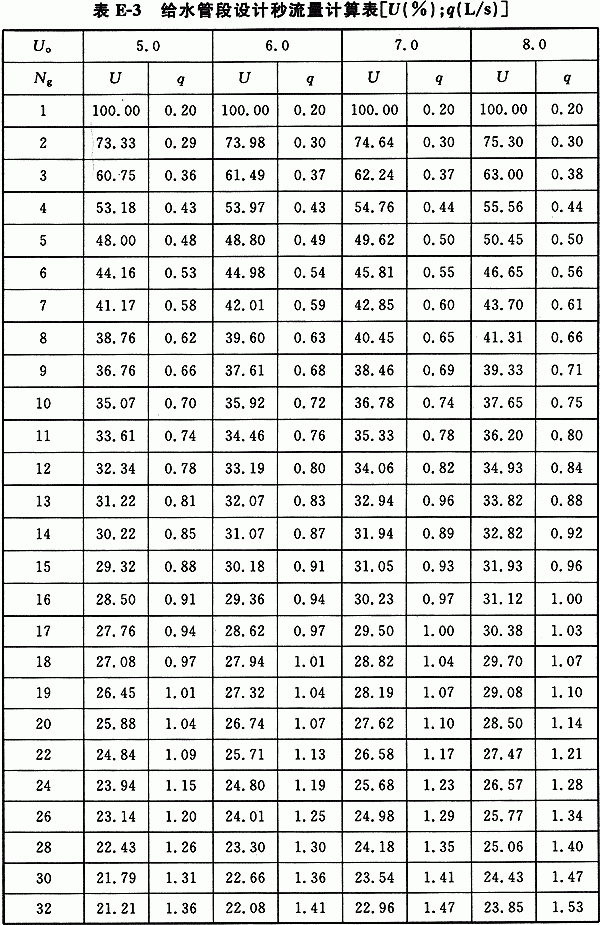 表 E-3 给水管段设计秒流量计算表[U(%);q(L/s)]
U₀ 5.0 6.0 7.0 8.0
Ng U q U q U q U q
1 100.00 0.20 100.00 0.20 100.00 0.20 100.00 0.20
2 73.33 0.29 73.98 0.30 74.64 0.30 75.30 0.30
3 60.75 0.36 61.49 0.37 62.24 0.37 63.00 0.38
4 53.18 0.43 53.97 0.43 54.76 0.44 55.56 0.44
5 48.00 0.48 48.80 0.49 49.62 0.50 50.45 0.50
6 44.16 0.53 44.98 0.54 45.81 0.55 46.65 0.56
7 41.17 0.58 42.01 0.59 42.85 0.60 43.70 0.61
8 38.76 0.62 39.60 0.63 40.45 0.65 41.31 0.66
9 36.76 0.66 37.61 0.68 38.46 0.69 39.33 0.71
10 35.07 0.70 35.92 0.72 36.78 0.74 37.65 0.75
11 33.61 0.74 34.46 0.76 35.33 0.78 36.20 0.80
12 32.34 0.78 33.19 0.80 34.06 0.82 34.93 0.84
13 31.22 0.81 32.07 0.83 32.94 0.96 33.82 0.88
14 30.22 0.85 31.07 0.87 31.94 0.89 32.82 0.92
15 29.32 0.88 30.18 0.91 31.05 0.93 31.93 0.96
16 28.50 0.91 29.36 0.94 30.23 0.97 31.12 1.00
17 27.76 0.94 28.62 0.97 29.50 1.00 30.38 1.03
18 27.08 0.97 27.94 1.01 28.82 1.04 29.70 1.07
19 26.45 1.01 27.32 1.04 28.19 1.07 29.08 1.10
20 25.88 1.04 26.74 1.07 27.62 1.10 28.50 1.14
22 24.84 1.09 25.71 1.13 26.58 1.17 27.47 1.21
24 23.94 1.15 24.80 1.19 25.68 1.23 26.57 1.28
26 23.14 1.20 24.01 1.25 24.98 1.29 25.77 1.34
28 22.43 1.26 23.30 1.30 24.18 1.35 25.06 1.40
30 21.79 1.31 22.66 1.36 23.54 1.41 24.43 1.47
32 21.21 1.36 22.08 1.41 22.96 1.47 23.85 1.53